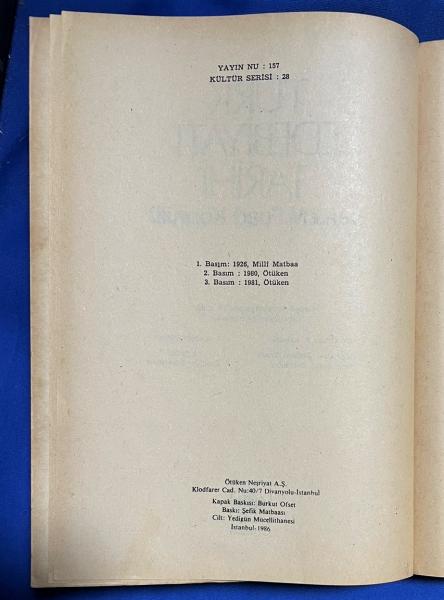 YAYIN NU : 157
KÜLTÜR SERİSİ : 28
1. Basım: 1926, Millî Matbaa
2. Basım : 1980, Ötüken
3. Basım : 1981, Ötüken
Ötüken Neşriyat A.Ş.
Klodfarer Cad. Nu:40/7 Divanyolu-İstanbul
Kapak Baskısı: Burkut Ofset
Baskı: Şefik Matbaası
Cilt: Yedigün Mücellithanesi
İstanbul-1986